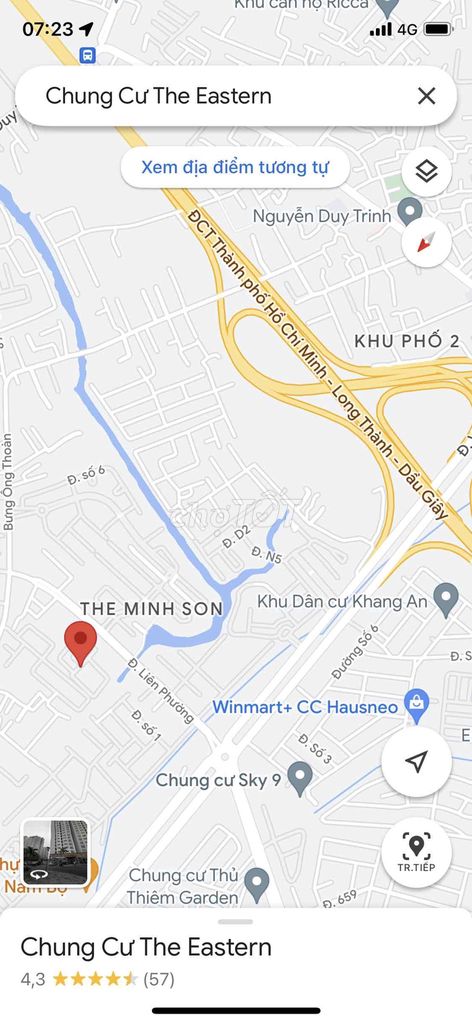 Khu căn hộ Ricca
07:23
4G
Chung Cư The Eastern
Duy
Xem địa điểm tương tự
Nguyễn Duy Trinh
ĐCT Thành phố Hồ Chí Minh - Long Thành - Dầu Giây
KHU PHỐ 2
Bưng Ông Thoàn
Đ. số 6
choTỐT
Đ. D2
Đ. N5
THE MINH SON
Khu Dân cư Khang An
Đường Số 6
Đ. S
Đ. Liên Phường
Winmart+ CC Hausneo
Đ. số 1
Đ. Số 3
E
Chung cư Sky 9
TR.TIẾP
Nam Bộ
Chung cư Thủ
Thiêm Garden
Đ. 659
Chung Cư The Eastern
4,3
(57)